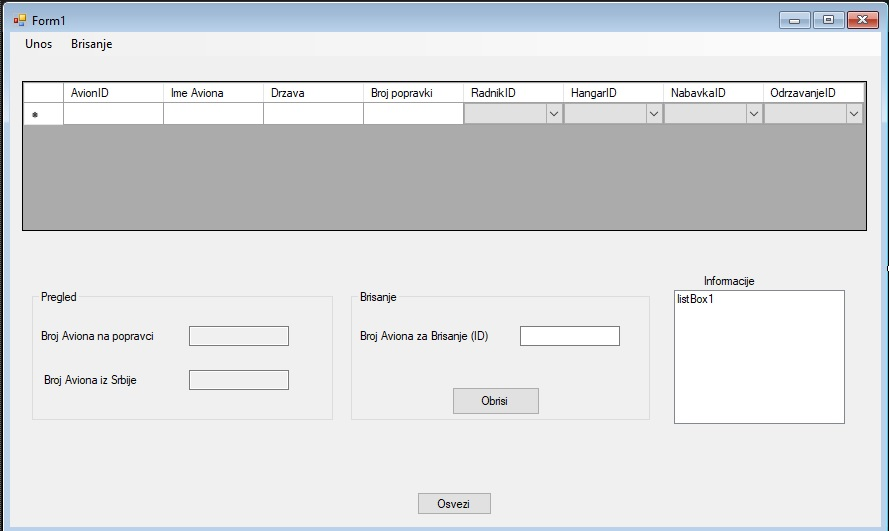 Form1
Unos Brisanje
AvionID Ime Aviona Drzava Broj popravki RadnikID HangarID NabavkaID OdrzavanjeID
Informacije
Pregled
Brisanje
listBox1
Broj Aviona na popravci
Broj Aviona za Brisanje (ID)
Broj Aviona iz Srbije
Obrisi
Osvezi